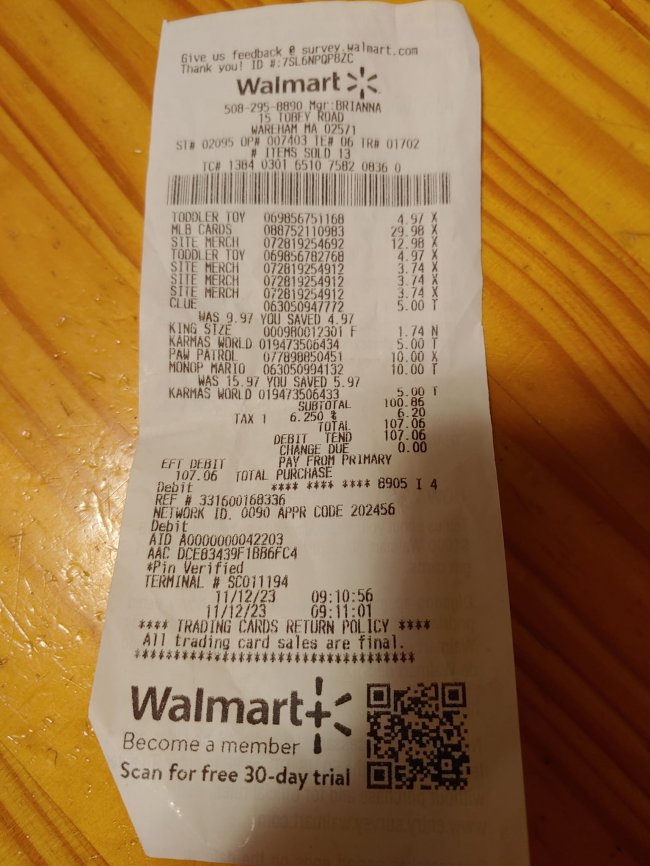 Give us feedback @ survey.walmart.com
Thank you! ID #:7SL6NPQPBZC
Walmart
508-295-8890 Mgr:BRIANNA
15 TOBEY ROAD
WAREHAM MA 02571
ST# 02095 OP# 007403 TE# 06 TR# 01702
# ITEMS SOLD 13
TC# 1384 0301 6510 7582 0836 0
TODDLER TOY 069856751168 4.97 X
MLB CARDS 088752110983 29.98 X
SITE MERCH 072819254692 12.98 X
TODDLER TOY 069856782768 4.97 X
SITE MERCH 072819254912 3.74 X
SITE MERCH 072819254912 3.74 X
SITE MERCH 072819254912 3.74 X
CLUE 063050947772 5.00 T
WAS 9.97 YOU SAVED 4.97
KING SIZE 000980012301 F 1.74 N
KARMAS WORLD 019473506434 5.00 T
PAW PATROL 077898850451 10.00 X
MONOP MARIO 063050994132 10.00 T
WAS 15.97 YOU SAVED 5.97
KARMAS WORLD 019473506433 5.00 T
SUBTOTAL 100.86
TAX 1 6.250 % 6.20
TOTAL 107.06
DEBIT TEND 107.06
CHANGE DUE 0.00
EFT DEBIT PAY FROM PRIMARY
107.06 TOTAL PURCHASE
Debit **** **** **** 8905 I 4
REF # 331600168336
NETWORK ID. 0090 APPR CODE 202456
Debit
AID A0000000042203
AAC DCE83439F1B86FC4
*Pin Verified
TERMINAL # SC011194
11/12/23 09:10:56
11/12/23 09:11:01
**** TRADING CARDS RETURN POLICY ****
All trading card sales are final.
***************************************
Walmart+
Become a member
Scan for free 30-day trial